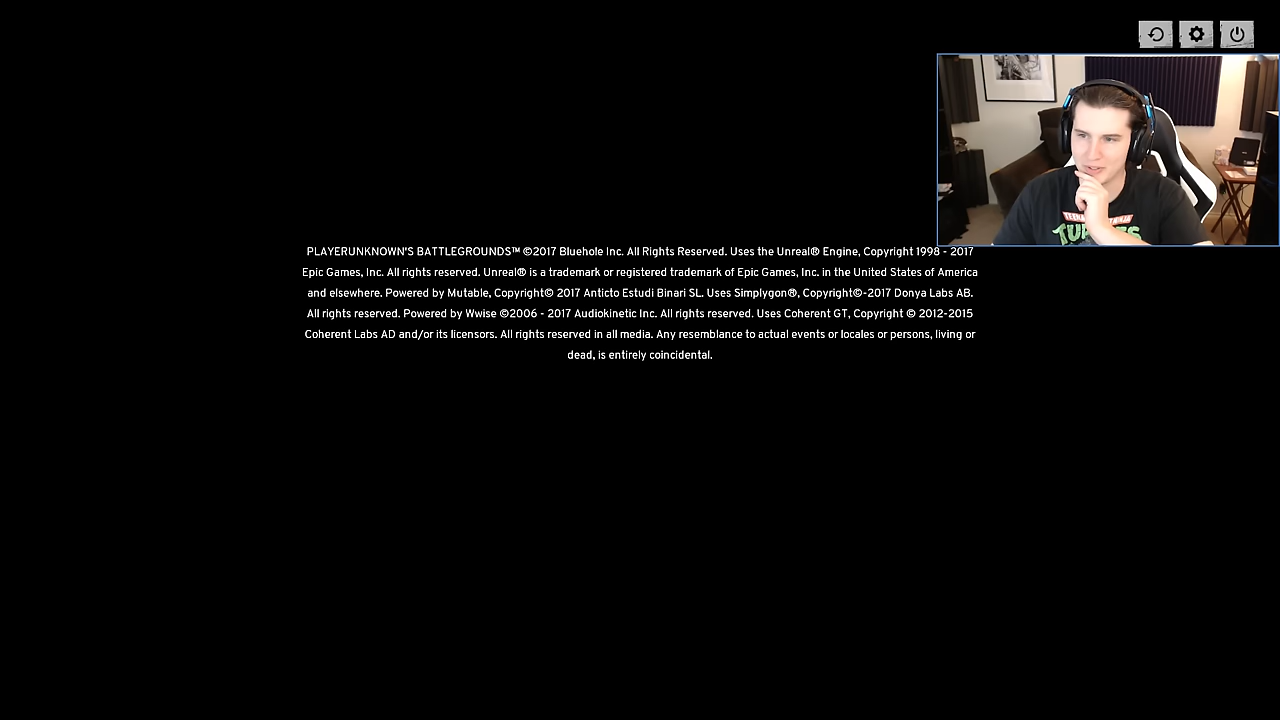 PLAYERUNKNOWN'S BATTLEGROUNDS™ ©2017 Bluehole Inc. All Rights Reserved. Uses the Unreal® Engine, Copyright 1998 - 2017
Epic Games, Inc. All rights reserved. Unreal® is a trademark or registered trademark of Epic Games, Inc. in the United States of America
and elsewhere. Powered by Mutable, Copyright© 2017 Anticto Estudi Binari SL. Uses Simplygon®, Copyright©-2017 Donya Labs AB.
All rights reserved. Powered by Wwise ©2006 - 2017 Audiokinetic Inc. All rights reserved. Uses Coherent GT, Copyright © 2012-2015
Coherent Labs AD and/or its licensors. All rights reserved in all media. Any resemblance to actual events or locales or persons, living or
dead, is entirely coincidental.